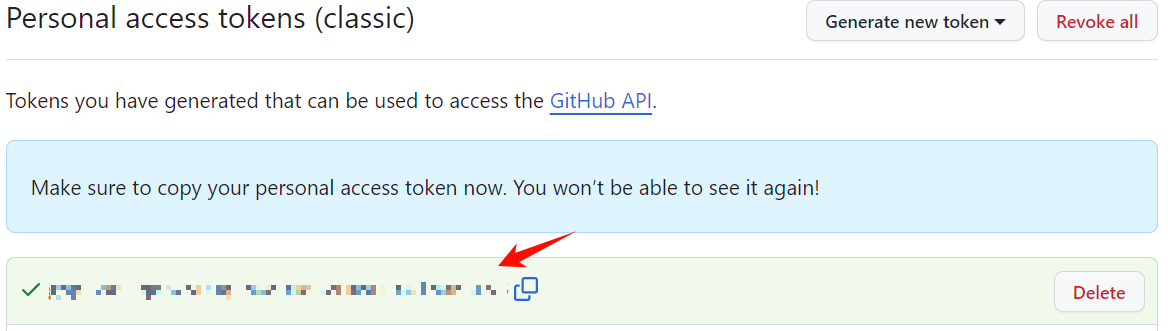 Personal access tokens (classic)
Generate new token
Revoke all
Tokens you have generated that can be used to access the GitHub API.
Make sure to copy your personal access token now. You won’t be able to see it again!
Delete